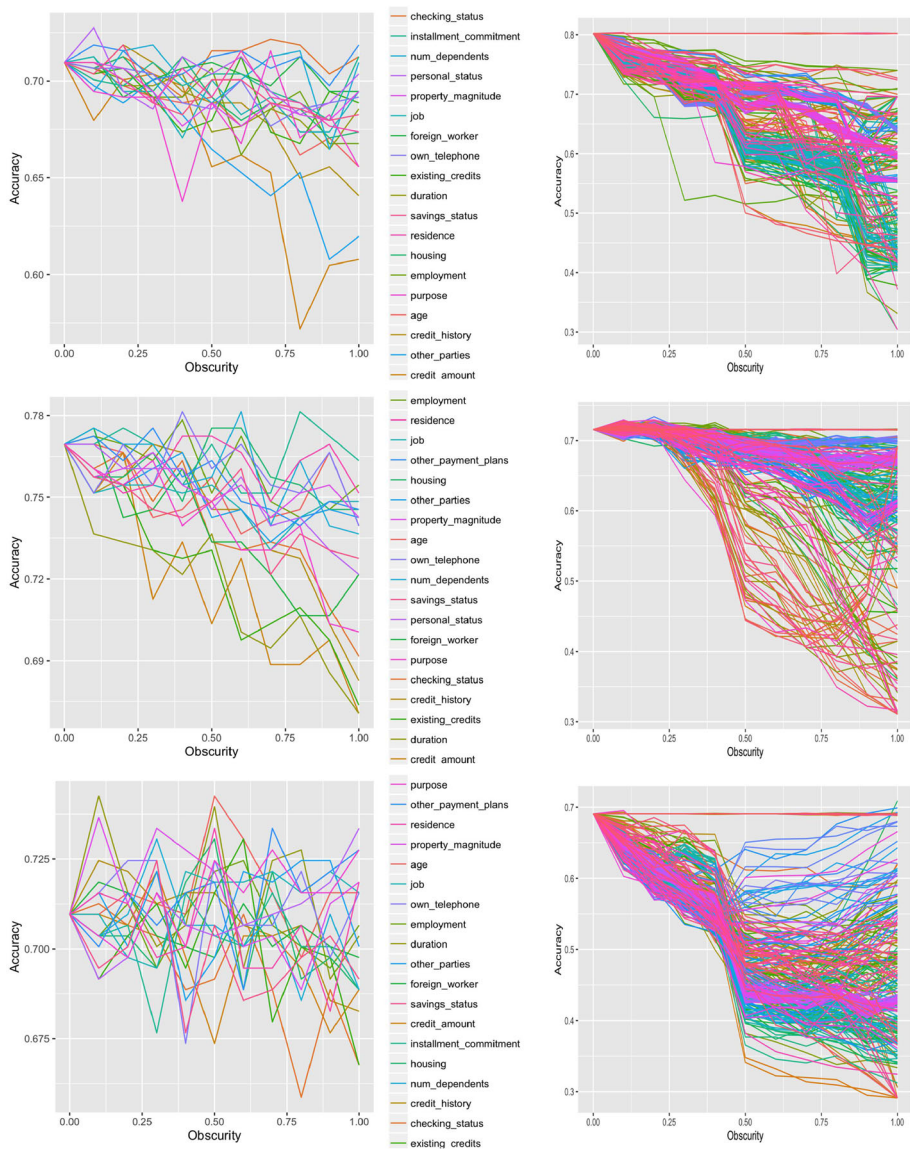 0.70
0.65
0.60
Accuracy
0.00
0.25
0.50
0.75
1.00
Obscurity
checking_status
installment_commitment
num_dependents
personal_status
property_magnitude
job
foreign_worker
own_telephone
existing_credits
duration
savings_status
residence
housing
employment
purpose
age
credit_history
other_parties
credit_amount
0.8
0.7
0.6
0.5
0.4
0.3
Accuracy
0.00
0.25
0.50
0.75
1.00
Obscurity
0.78
0.75
0.72
0.69
Accuracy
0.00
0.25
0.50
0.75
1.00
Obscurity
employment
residence
job
other_payment_plans
housing
other_parties
property_magnitude
age
own_telephone
num_dependents
savings_status
personal_status
foreign_worker
purpose
checking_status
credit_history
existing_credits
duration
credit_amount
0.7
0.6
0.5
0.4
0.3
Accuracy
0.00
0.25
0.50
0.75
1.00
Obscurity
0.725
0.700
0.675
Accuracy
0.00
0.25
0.50
0.75
1.00
Obscurity
purpose
other_payment_plans
residence
property_magnitude
age
job
own_telephone
employment
duration
other_parties
foreign_worker
savings_status
credit_amount
installment_commitment
housing
num_dependents
credit_history
checking_status
existing_credits
0.7
0.6
0.5
0.4
0.3
Accuracy
0.00
0.25
0.50
0.75
1.00
Obscurity